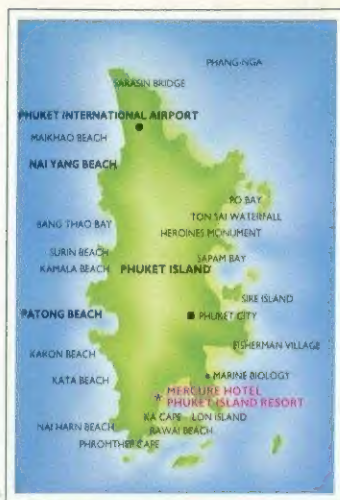 PHANG-NGA
SARASIN BRIDGE
PHUKET INTERNATIONAL AIRPORT
MAIKHAO BEACH
NAI YANG BEACH
PO BAY
TON SAI WATERFALL
BANG THAO BAY
HEROINES MONUMENT
SURIN BEACH
SAPAM BAY
KAMALA BEACH
PHUKET ISLAND
SIRE ISLAND
PATONG BEACH
PHUKET CITY
FISHERMAN VILLAGE
KARON BEACH
MARINE BIOLOGY
KATA BEACH
* MERCURE HOTEL
PHUKET ISLAND RESORT
KA CAPE LON ISLAND
NAI HARN BEACH
RAWAI BEACH
PHROMTHEP CAPE